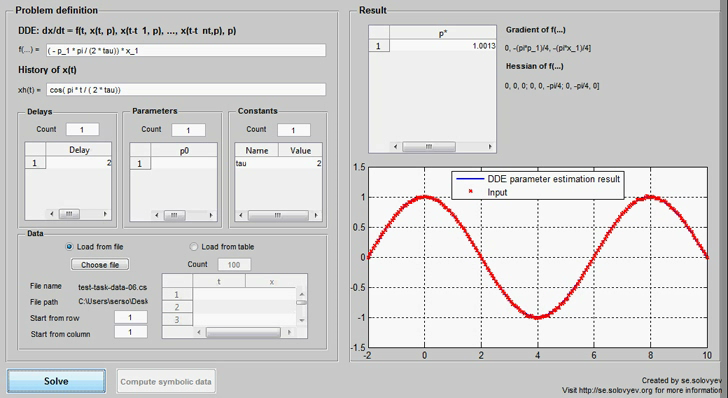 Problem definition
DDE: dx/dt = f(t, x(t, p), x(t-t 1, p), ..., x(t-t nt,p), p)
f(...) = ( - p_1 * pi / (2 * tau)) * x_1
History of x(t)
xh(t) = cos( pi * t / ( 2 * tau))
Delays
Count 1
Delay
1 2
Parameters
Count 1
p0
1
Constants
Count 1
Name Value
tau 2
Data
Load from file
Load from table
Choose file
Count 100
File name test-task-data-06.cs
File path C:\Users\serso\Desk
Start from row 1
Start from column 1
t x
1
2
3
Solve
Compute symbolic data
Result
p*
1 1.0013
Gradient of f(...)
0, -(pi*p_1)/4, -(pi*x_1)/4]
Hessian of f(...)
0, 0, 0; 0, 0, -pi/4; 0, -pi/4, 0]
DDE parameter estimation result
Input
1.5
1
0.5
0
-0.5
-1
-1.5
-2 0 2 4 6 8 10
Created by se.solovyev
Visit http://se.solovyev.org for more information